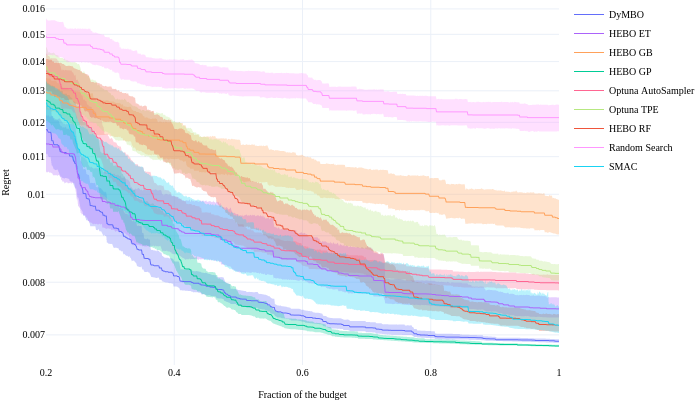 0.016
0.015
0.014
0.013
0.012
0.011
0.01
0.009
0.008
0.007
Regret
0.2
0.4
0.6
0.8
1
Fraction of the budget
DyMBO
HEBO ET
HEBO GB
HEBO GP
Optuna AutoSampler
Optuna TPE
HEBO RF
Random Search
SMAC